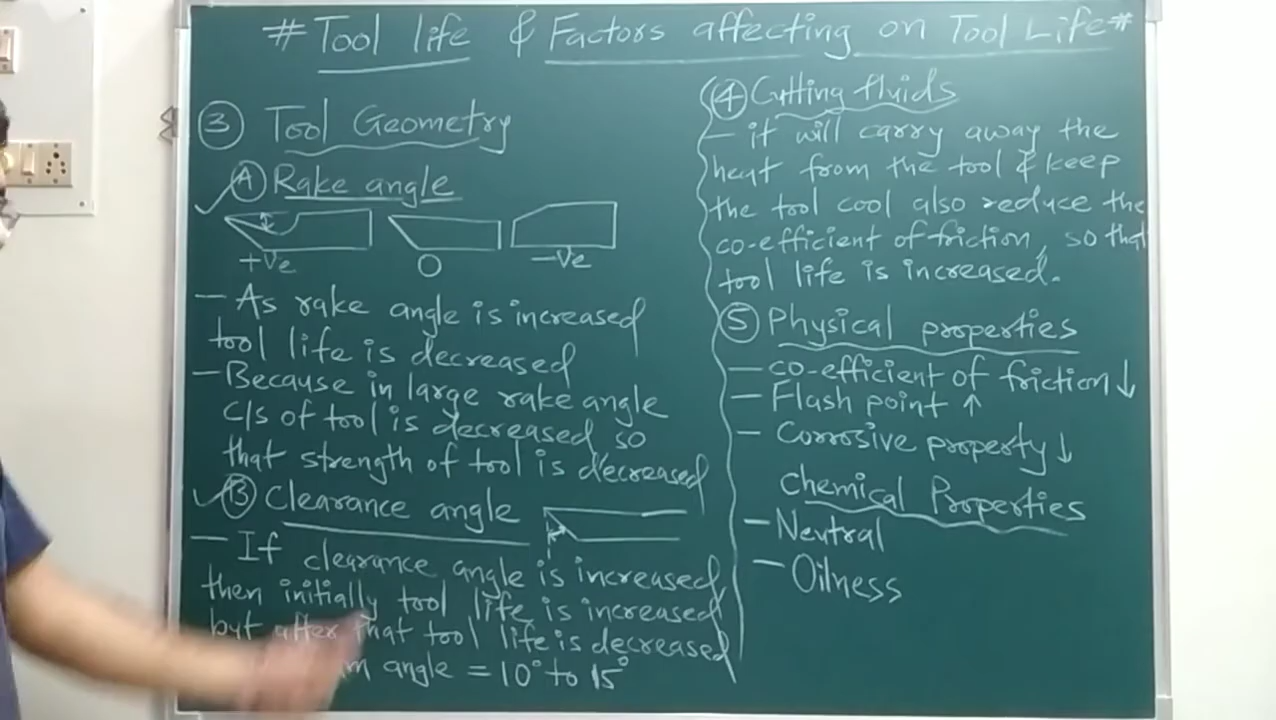 # Tool life & Factors affecting on Tool Life #
③ Tool Geometry
Ⓐ Rake angle
+Ve O -Ve
- As rake angle is increased
tool life is decreased
- Because in large rake angle
C/s of tool is decreased so
that strength of tool is decreased
Ⓑ Clearance angle
- If clearance angle is increased
then initially tool life is increased
but after that tool life is decreased
angle = 10° to 15°
④ Cutting fluids
- it will carry away the
heat from the tool & keep
the tool cool also reduce the
co-efficient of friction, so that
tool life is increased.
⑤ Physical properties
- co-efficient of friction ↓
- Flash point ↑
- Corrosive property ↓
Chemical Properties
- Neutral
- Oilness